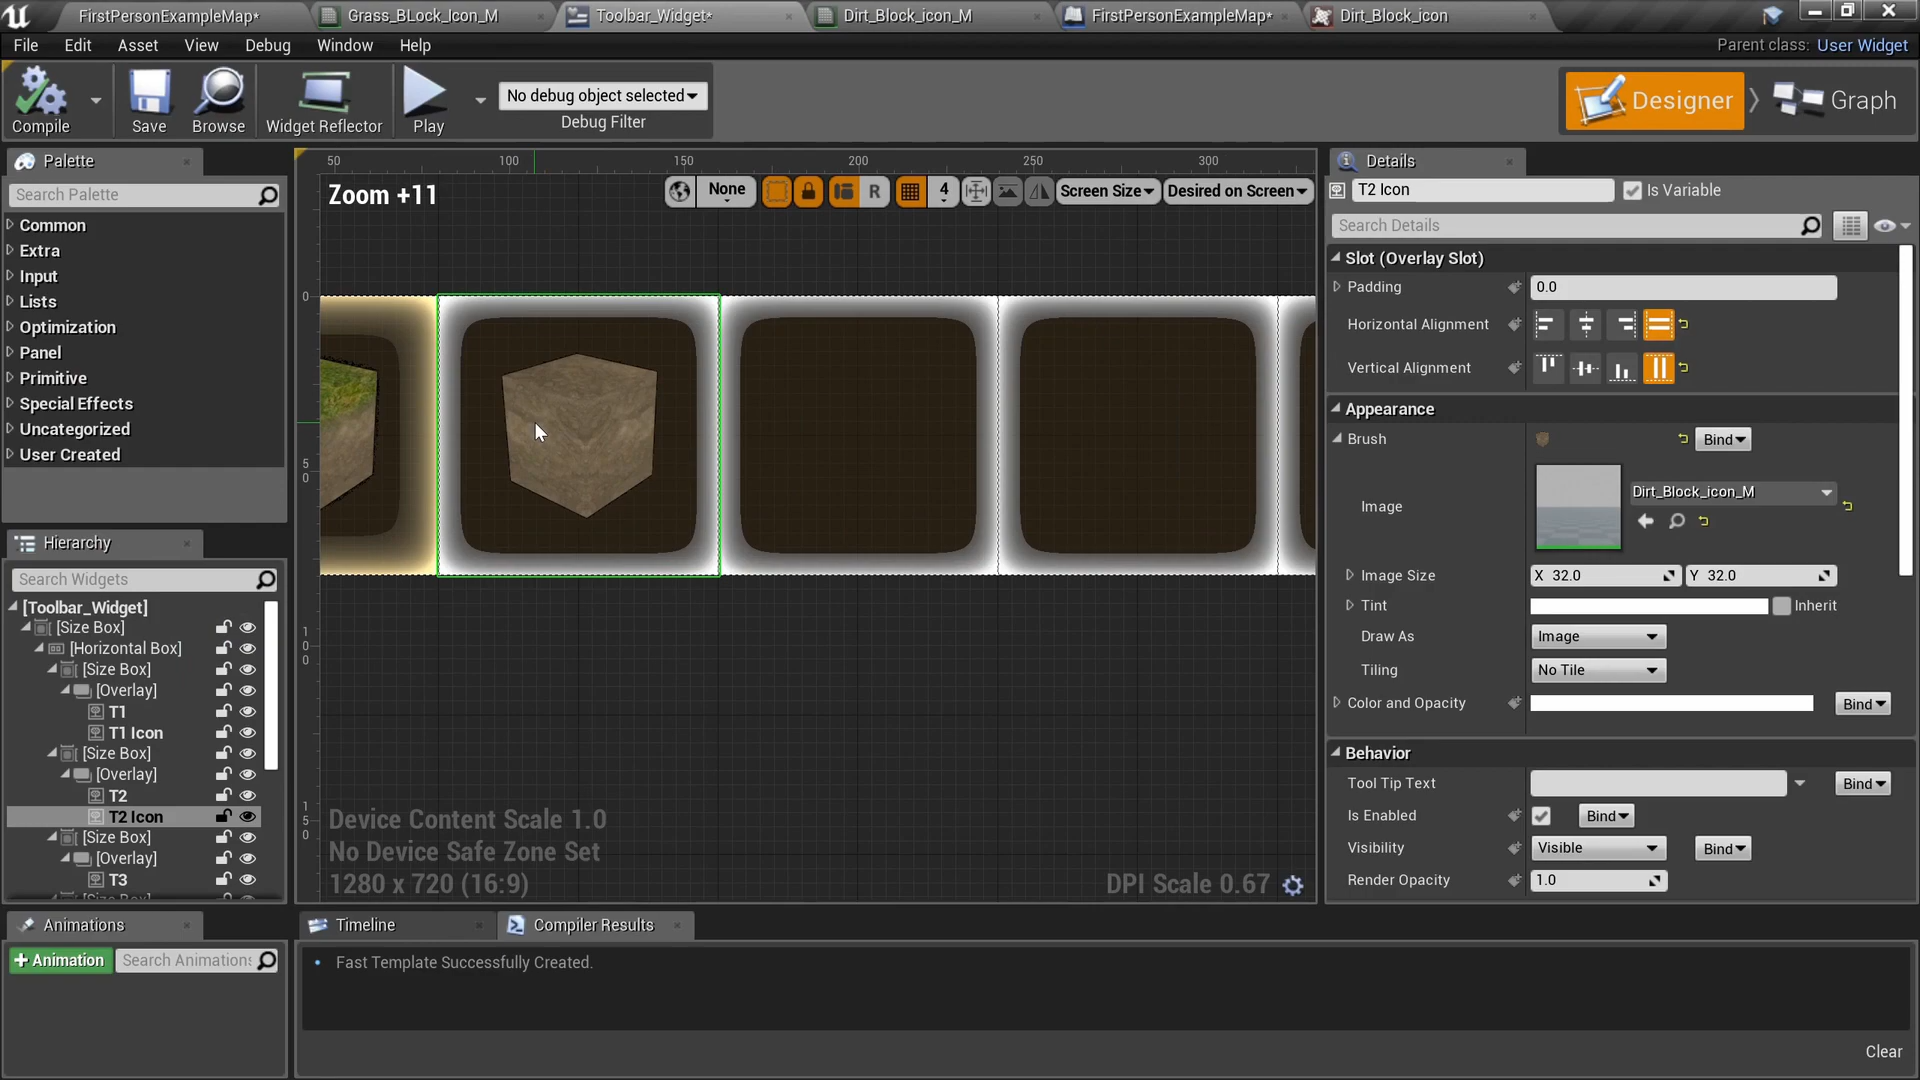 FirstPersonExampleMap*
Grass_BLock_Icon_M
Toolbar_Widget*
Dirt_Block_icon_M
FirstPersonExampleMap*
Dirt_Block_icon
File Edit Asset View Debug Window Help
Parent class: User Widget
Compile
Save
Browse
Widget Reflector
Play
No debug object selected
Debug Filter
Designer
Graph
Palette
Search Palette
Common
Extra
Input
Lists
Optimization
Panel
Primitive
Special Effects
Uncategorized
User Created
Hierarchy
Search Widgets
[Toolbar_Widget]
[Size Box]
[Horizontal Box]
[Size Box]
[Overlay]
T1
T1 Icon
[Size Box]
[Overlay]
T2
T2 Icon
[Size Box]
[Overlay]
T3
Animations
+ Animation
Search Animations
50 100 150 200 250 300
Zoom +11
None
R
4
Screen Size
Desired on Screen
0
5
0
1
0
0
1
5
0
Device Content Scale 1.0
No Device Safe Zone Set
1280 x 720 (16:9)
DPI Scale 0.67
Timeline
Compiler Results
Fast Template Successfully Created.
Clear
Details
T2 Icon
Is Variable
Search Details
Slot (Overlay Slot)
Padding 0.0
Horizontal Alignment
Vertical Alignment
Appearance
Brush Bind
Image Dirt_Block_icon_M
Image Size X 32.0 Y 32.0
Tint Inherit
Draw As Image
Tiling No Tile
Color and Opacity Bind
Behavior
Tool Tip Text Bind
Is Enabled Bind
Visibility Visible Bind
Render Opacity 1.0